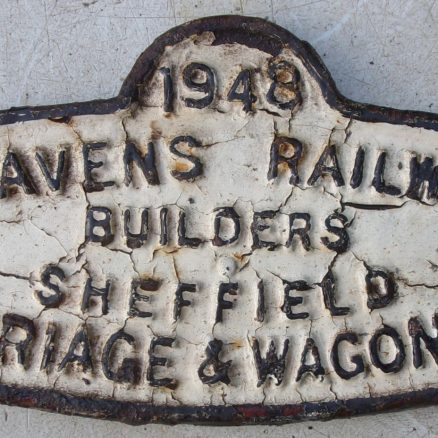 1948
AVENS RAILW
BUILDERS
SHEFFIELD
RIAGE & WAGON